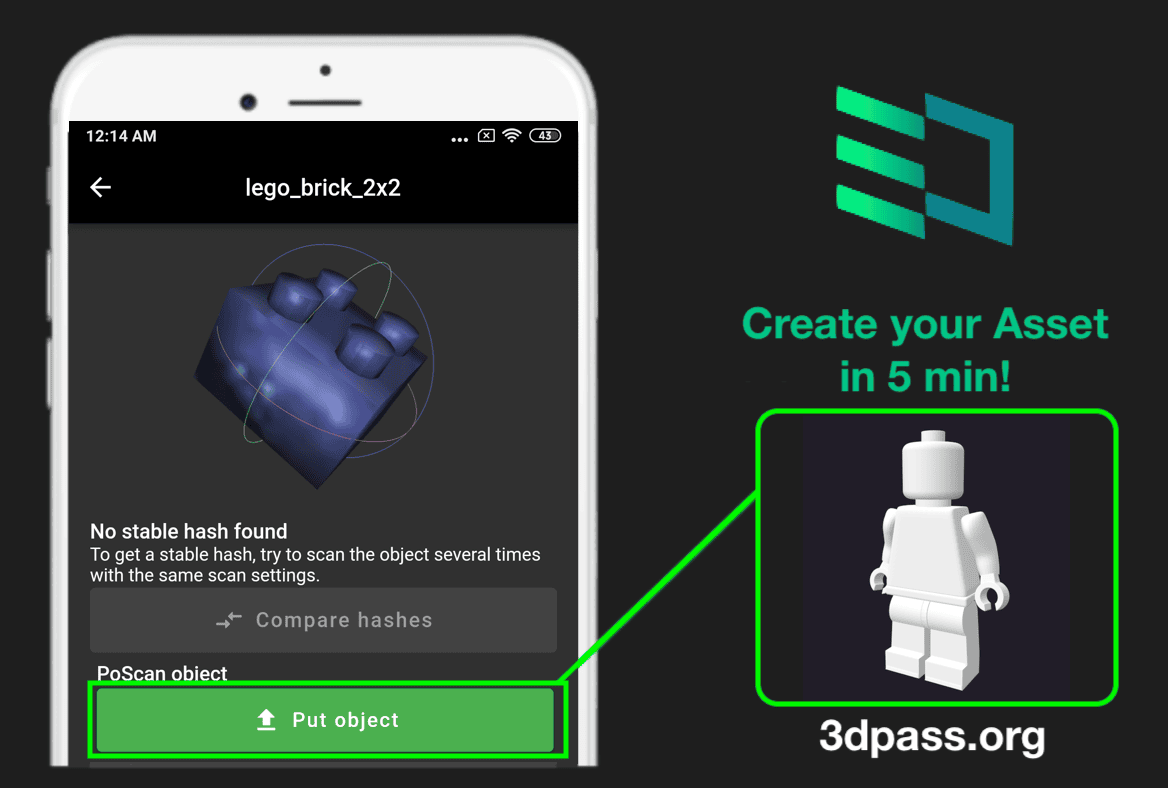 12:14 AM
43
lego_brick_2x2
No stable hash found
To get a stable hash, try to scan the object several times
with the same scan settings.
Compare hashes
PoScan object
Put object
Create your Asset
in 5 min!
3dpass.org